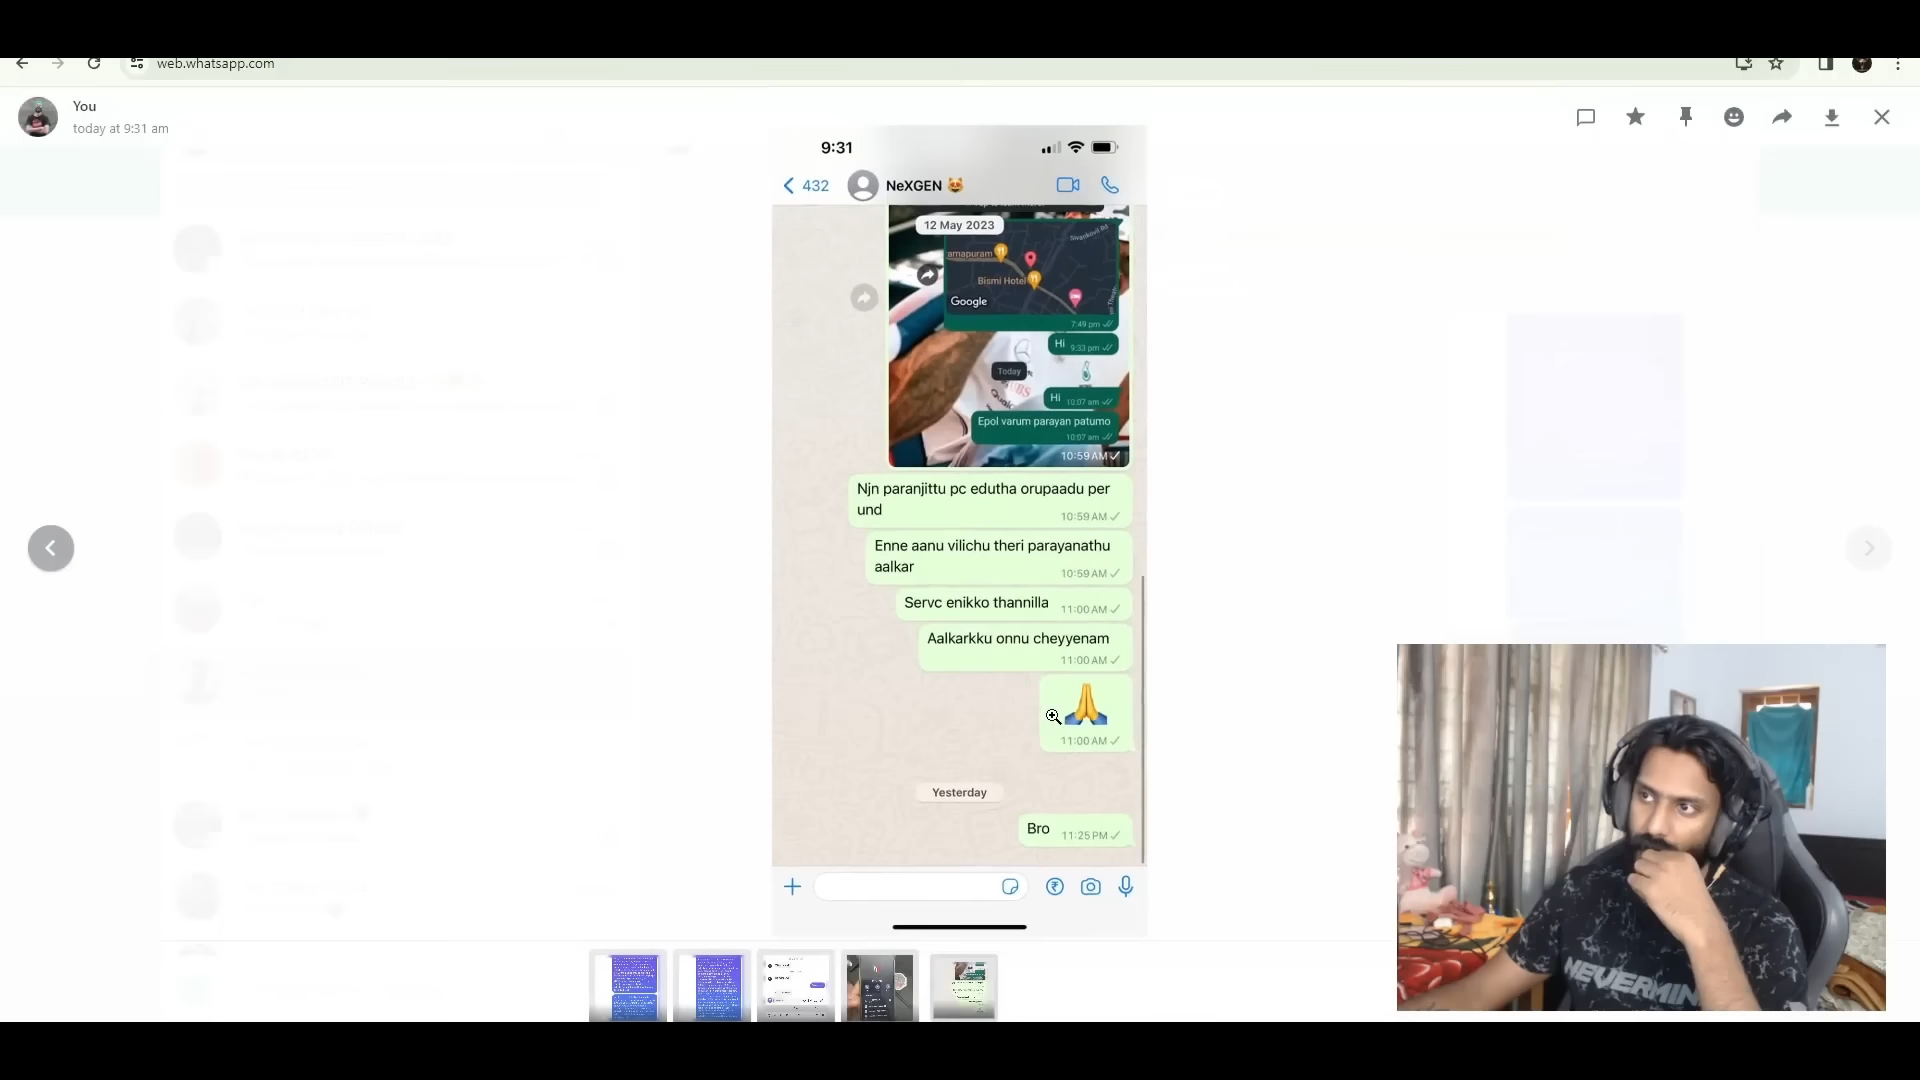 web.whatsapp.com
You
today at 9:31 am
9:31
432
NeXGEN 😻
12 May 2023
Sivankovil Rd
amapuram
Bismi Hotel
Google
7:49 pm
Hi 9:33 pm
Today
Hi 10:07 am
Epol varum parayan patumo
10:07 am
10:59 AM
Njn paranjittu pc edutha orupaadu per
und
10:59 AM
Enne aanu vilichu theri parayanathu
aalkar
10:59 AM
Servc enikko thannilla 11:00 AM
Aalkarkku onnu cheyyenam
11:00 AM
🙏
11:00 AM
Yesterday
Bro 11:25 PM
NEVERMIN